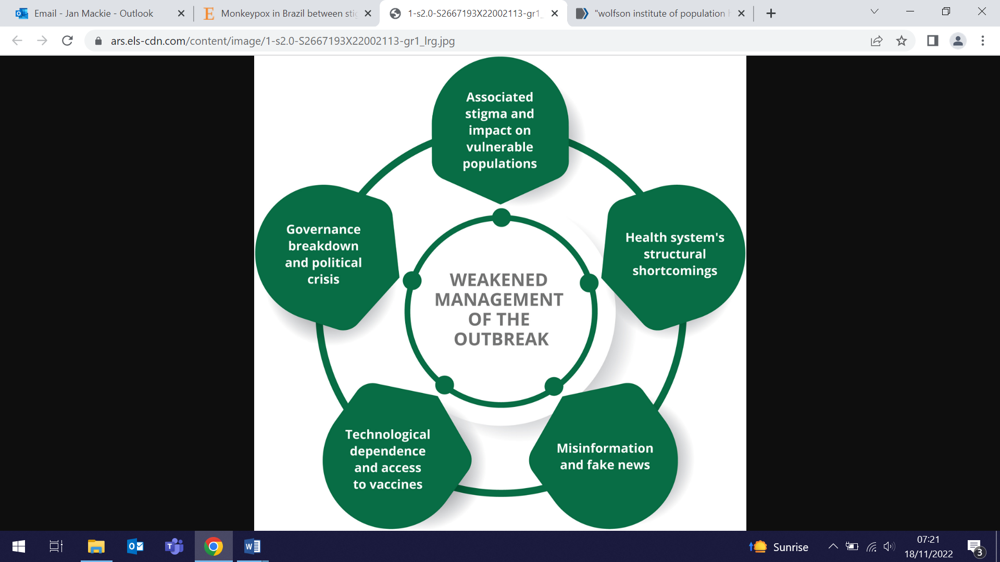 Email - Jan Mackie - Outlook
Monkeypox in Brazil between stig
1-s2.0-S2667193X22002113-gr1_
"wolfson institute of population h
ars.els-cdn.com/content/image/1-s2.0-S2667193X22002113-gr1_lrg.jpg
Associated
stigma and
impact on
vulnerable
populations
Governance
breakdown
and political
crisis
Health system's
structural
shortcomings
WEAKENED
MANAGEMENT
OF THE
OUTBREAK
Technological
dependence
and access
to vaccines
Misinformation
and fake news
Sunrise
07:21
18/11/2022
3